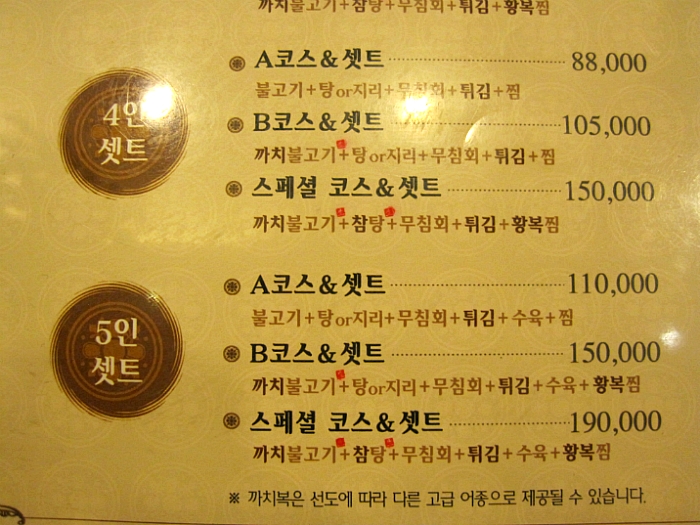 까치불고기+참탕+무침회+튀김+황복찜
4인
셋트
A코스&셋트 88,000
불고기+탕or지리+무침회+튀김+찜
B코스&셋트 105,000
까치불고기+탕or지리+무침회+튀김+찜
스페셜 코스&셋트 150,000
까치불고기+참탕+무침회+튀김+황복찜
5인
셋트
A코스&셋트 110,000
불고기+탕or지리+무침회+튀김+수육+찜
B코스&셋트 150,000
까치불고기+탕or지리+무침회+튀김+수육+황복찜
스페셜 코스&셋트 190,000
까치불고기+참탕+무침회+튀김+수육+황복찜
※ 까치복은 선도에 따라 다른 고급 어종으로 제공될 수 있습니다.